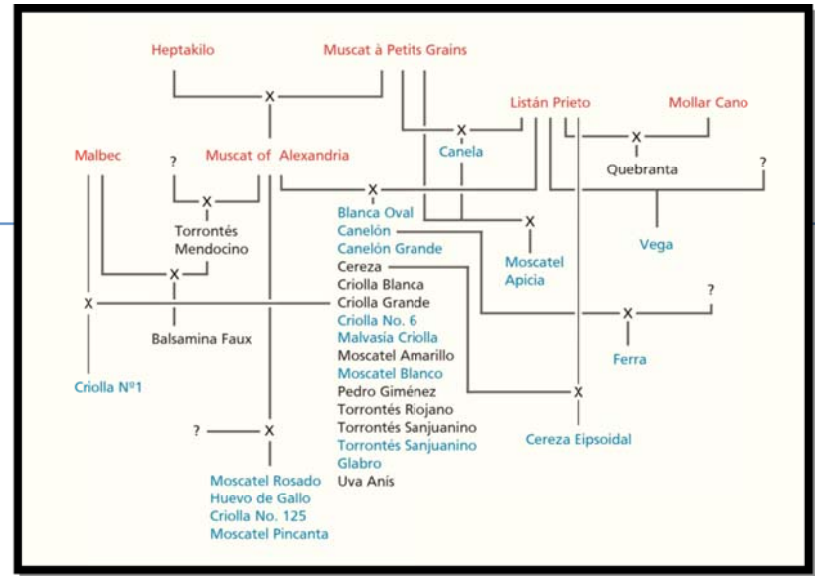 Heptakilo
Muscat à Petits Grains
X
Listán Prieto
Mollar Cano
X
X
Canela
Quebranta
Malbec
?
Muscat of Alexandria
?
X
X
Torrontés
Mendocino
Blanca Oval
Canelón
Canelón Grande
Cereza
Criolla Blanca
Criolla Grande
Criolla No. 6
Malvasía Criolla
Moscatel Amarillo
Moscatel Blanco
Pedro Giménez
Torrontés Riojano
Torrontés Sanjuanino
Torrontés Sanjuanino
Glabro
Uva Anís
X
Moscatel
Apicia
Vega
X
X
Balsamina Faux
Criolla Nº1
?
X
Ferra
X
Cereza Eipsoidal
?
X
Moscatel Rosado
Huevo de Gallo
Criolla No. 125
Moscatel Pincanta